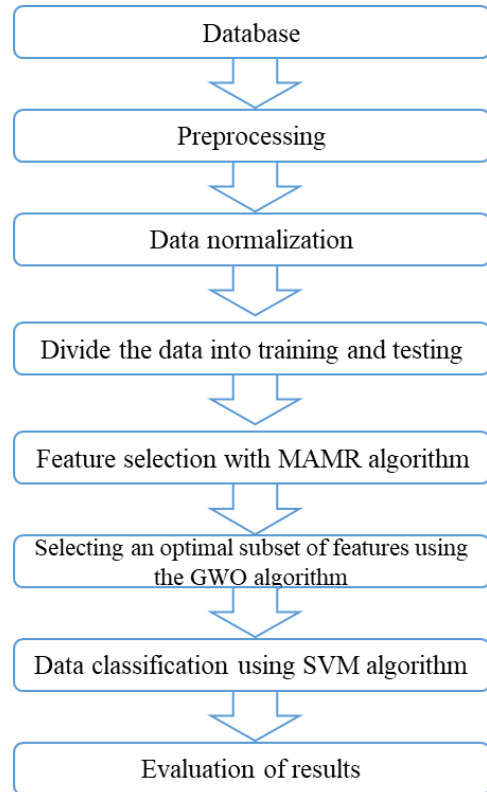 Database
Preprocessing
Data normalization
Divide the data into training and testing
Feature selection with MAMR algorithm
Selecting an optimal subset of features using
the GWO algorithm
Data classification using SVM algorithm
Evaluation of results